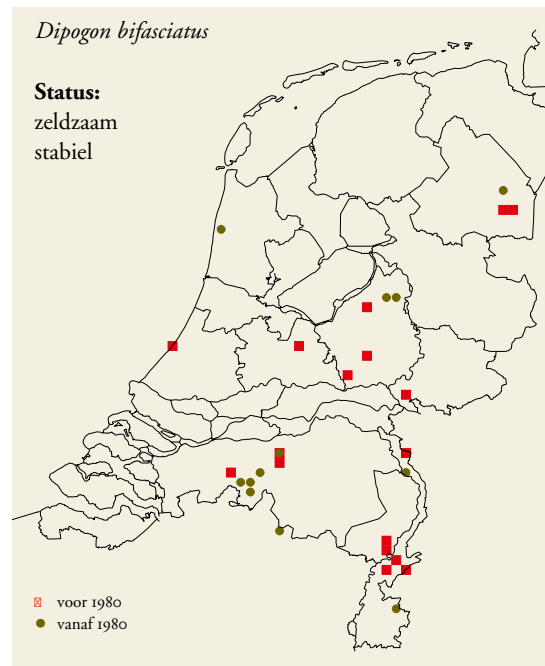 Dipogon bifasciatus
Status:
zeldzaam
stabiel
voor 1980
vanaf 1980